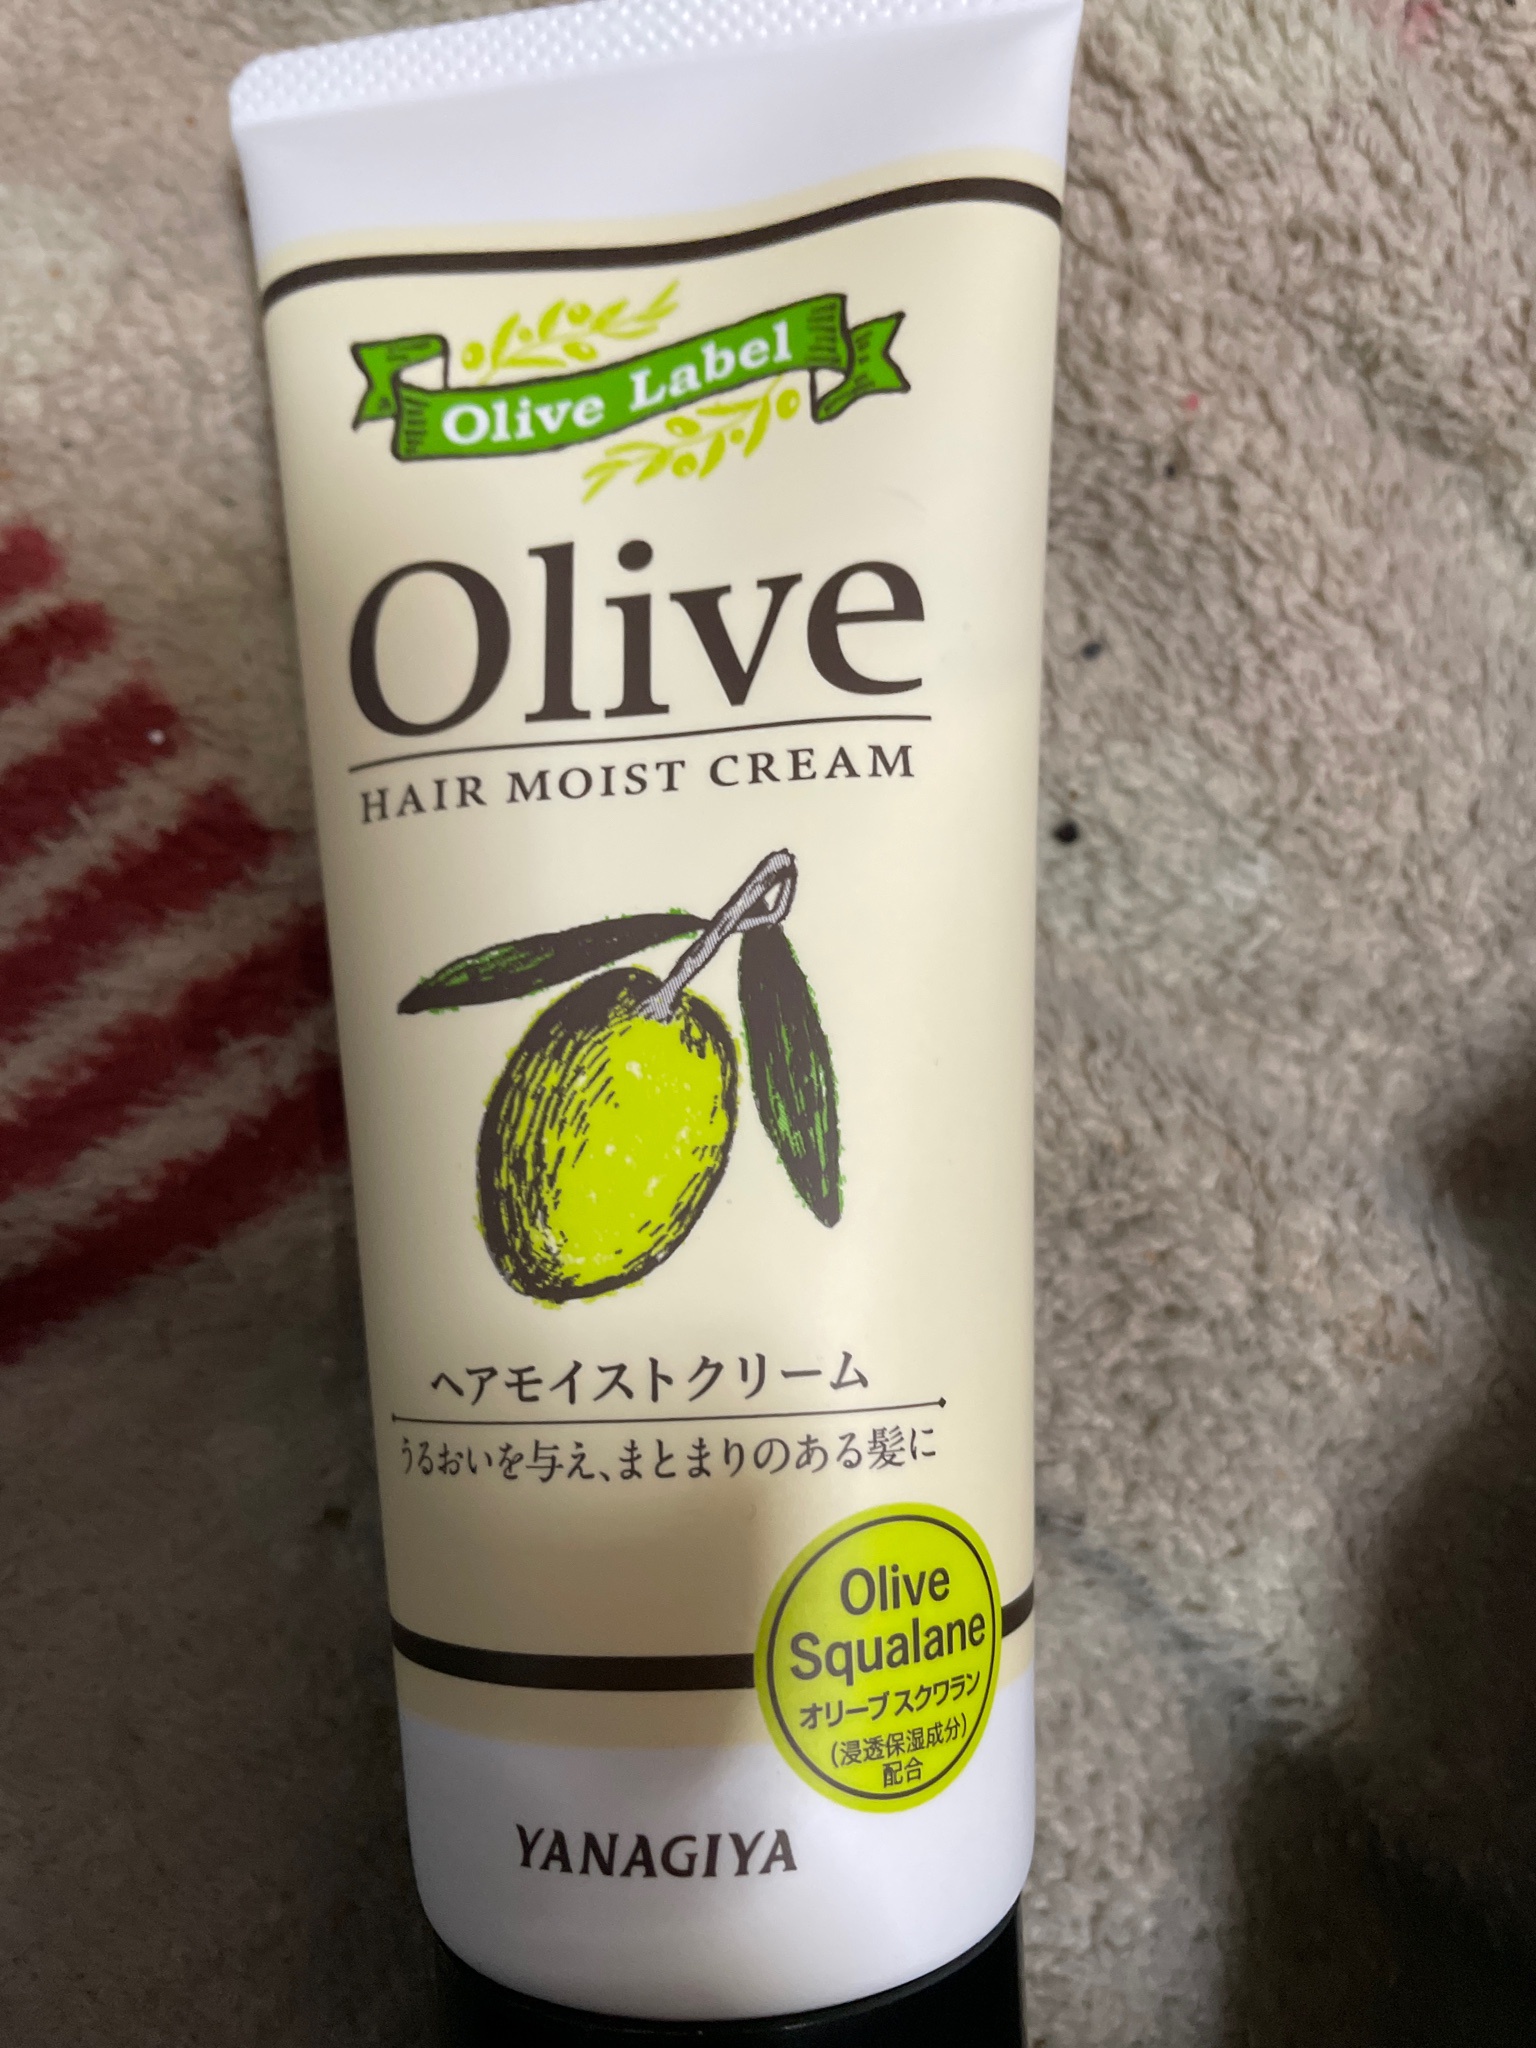 Olive Label
Olive
HAIR MOIST CREAM
ヘアモイストクリーム
うるおいを与え、まとまりのある髪に
Olive
Squalane
オリーブスクワラン
(浸透保湿成分)
配合
YANAGIYA